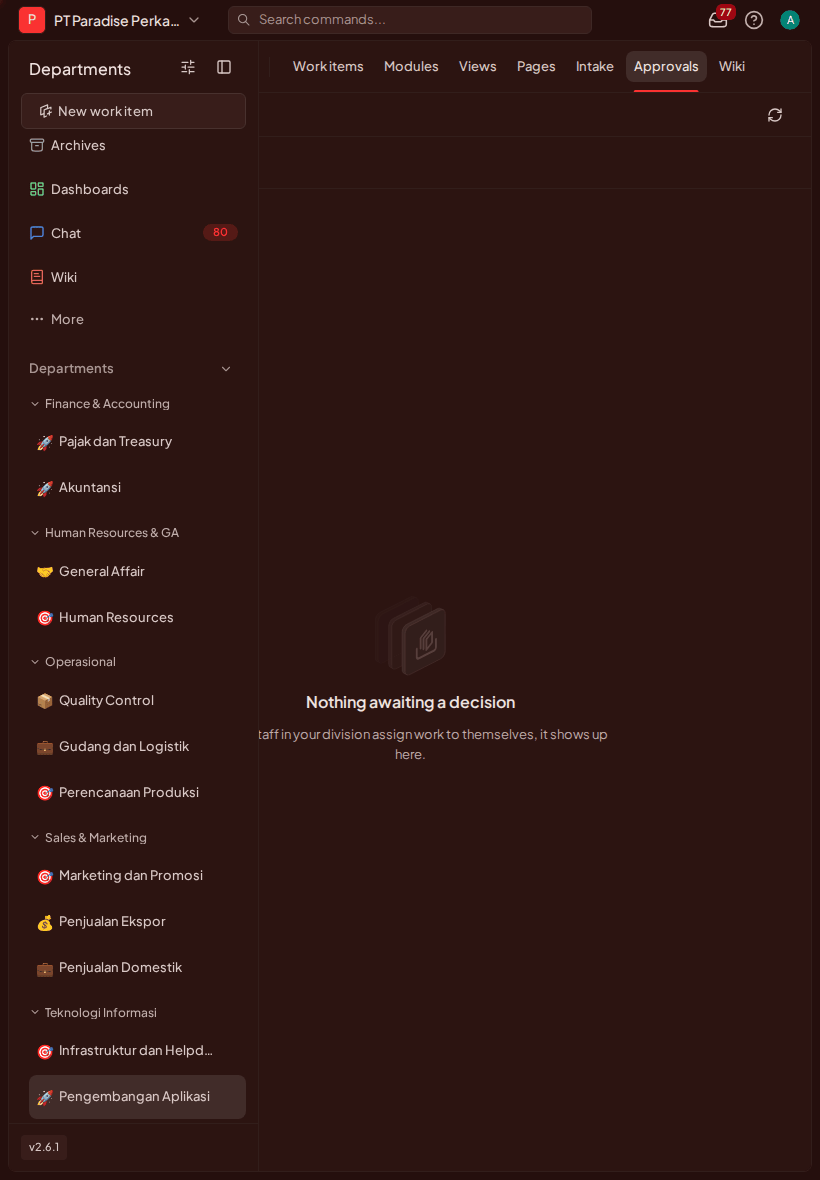 P PT Paradise Perka... Search commands... 77 A
Departments
Work items Modules Views Pages Intake Approvals Wiki
New work item
Archives
Dashboards
Chat 80
Wiki
More
Departments
Finance & Accounting
Pajak dan Treasury
Akuntansi
Human Resources & GA
General Affair
Human Resources
Operasional
Quality Control
Gudang dan Logistik
Perencanaan Produksi
Sales & Marketing
Marketing dan Promosi
Penjualan Ekspor
Penjualan Domestik
Teknologi Informasi
Infrastruktur dan Helpd...
Pengembangan Aplikasi
v2.6.1
Nothing awaiting a decision
taff in your division assign work to themselves, it shows up
here.